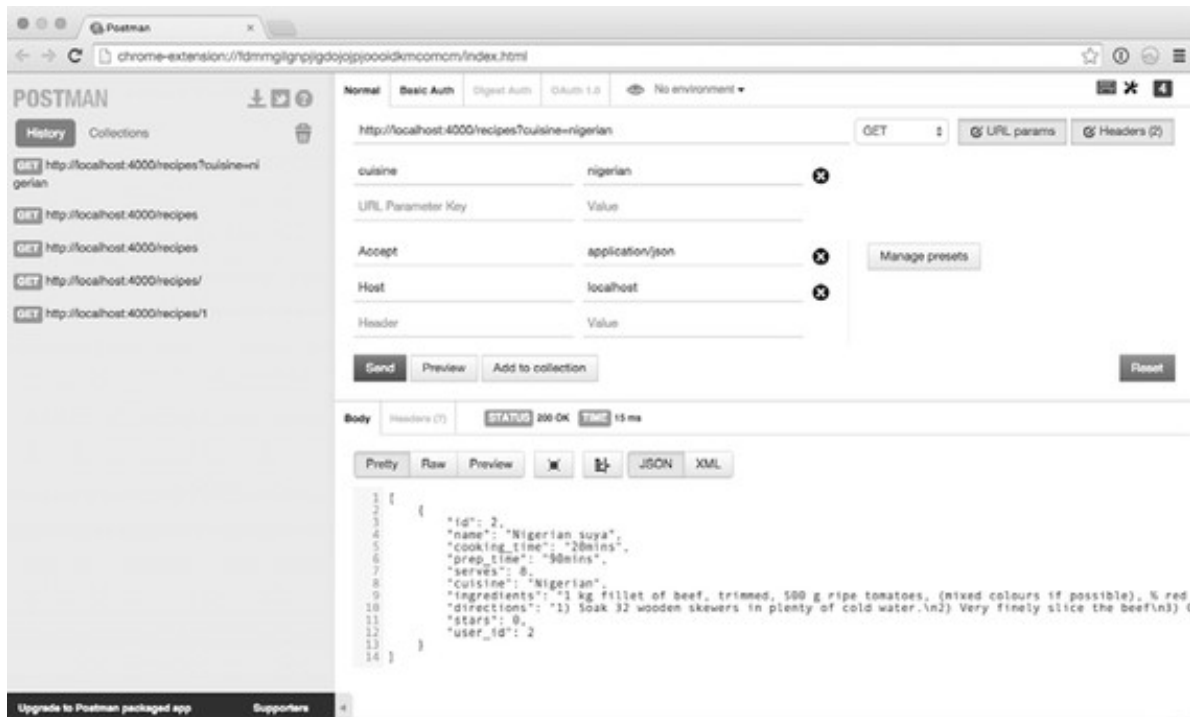 Postman
chrome-extension://fdmmgilgnpjigdojojpjoooidkmcomcm/index.html
POSTMAN
Normal Basic Auth Digest Auth OAuth 1.0 No environment
4
History Collections
http://localhost:4000/recipes?cuisine=nigerian GET URL params Headers (2)
GET http://localhost:4000/recipes?cuisine=ni
gerian
cuisine nigerian
URL Parameter Key Value
GET http://localhost:4000/recipes
GET http://localhost:4000/recipes
Accept application/json Manage presets
GET http://localhost:4000/recipes/
Host localhost
GET http://localhost:4000/recipes/1
Header Value
Send Preview Add to collection Reset
Body Headers (7) STATUS 200 OK TIME 15 ms
Pretty Raw Preview JSON XML
1 [
2 {
3 "id": 2,
4 "name": "Nigerian suya",
5 "cooking_time": "20mins",
6 "prep_time": "90mins",
7 "serves": 8,
8 "cuisine": "Nigerian",
9 "ingredients": "1 kg fillet of beef, trimmed, 500 g ripe tomatoes, (mixed colours if possible), ½ red
10 "directions": "1) Soak 32 wooden skewers in plenty of cold water.\n2) Very finely slice the beef\n3)
11 "stars": 0,
12 "user_id": 2
13 }
14 ]
Upgrade to Postman packaged app Supporters